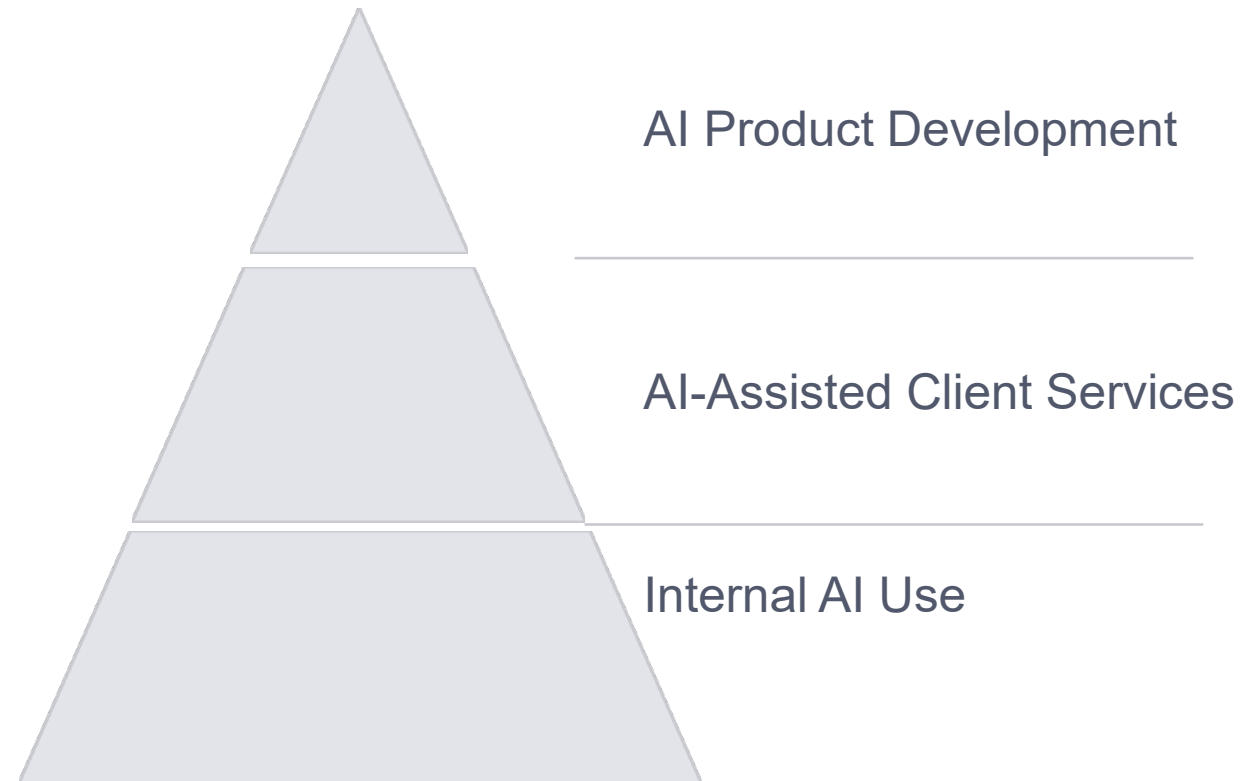 AI Product Development
AI-Assisted Client Services
Internal AI Use